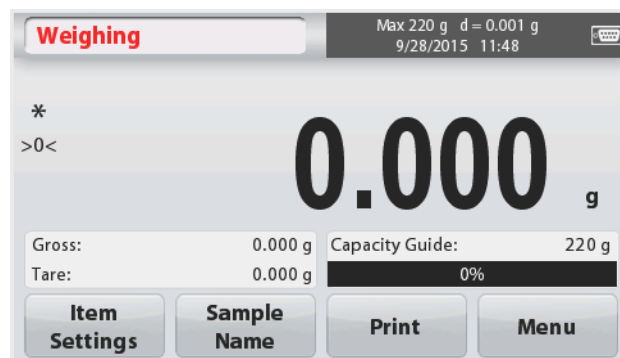 Weighing
Max 220 g d = 0.001 g
9/28/2015 11:48
*
>0<
0.000 g
Gross: 0.000 g
Tare: 0.000 g
Capacity Guide: 220 g
0%
Item Settings
Sample Name
Print
Menu